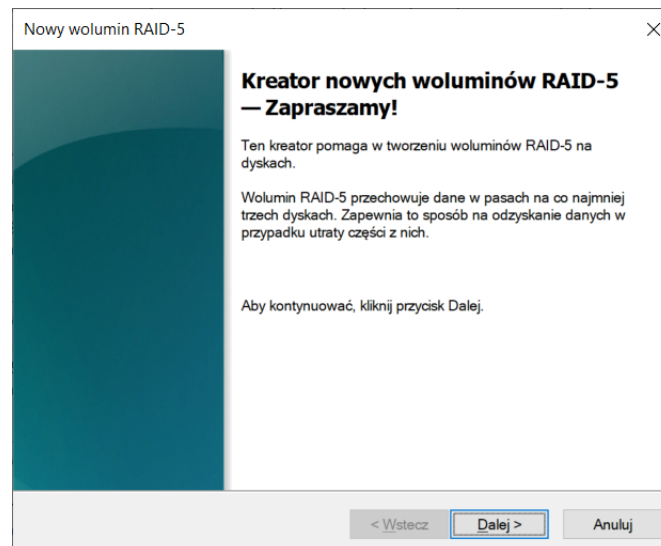 Nowy wolumin RAID-5
Kreator nowych woluminów RAID-5
— Zapraszamy!
Ten kreator pomaga w tworzeniu woluminów RAID-5 na
dyskach.
Wolumin RAID-5 przechowuje dane w pasach na co najmniej
trzech dyskach. Zapewnia to sposób na odzyskanie danych w
przypadku utraty części z nich.
Aby kontynuować, kliknij przycisk Dalej.
< Wstecz
Dalej >
Anuluj